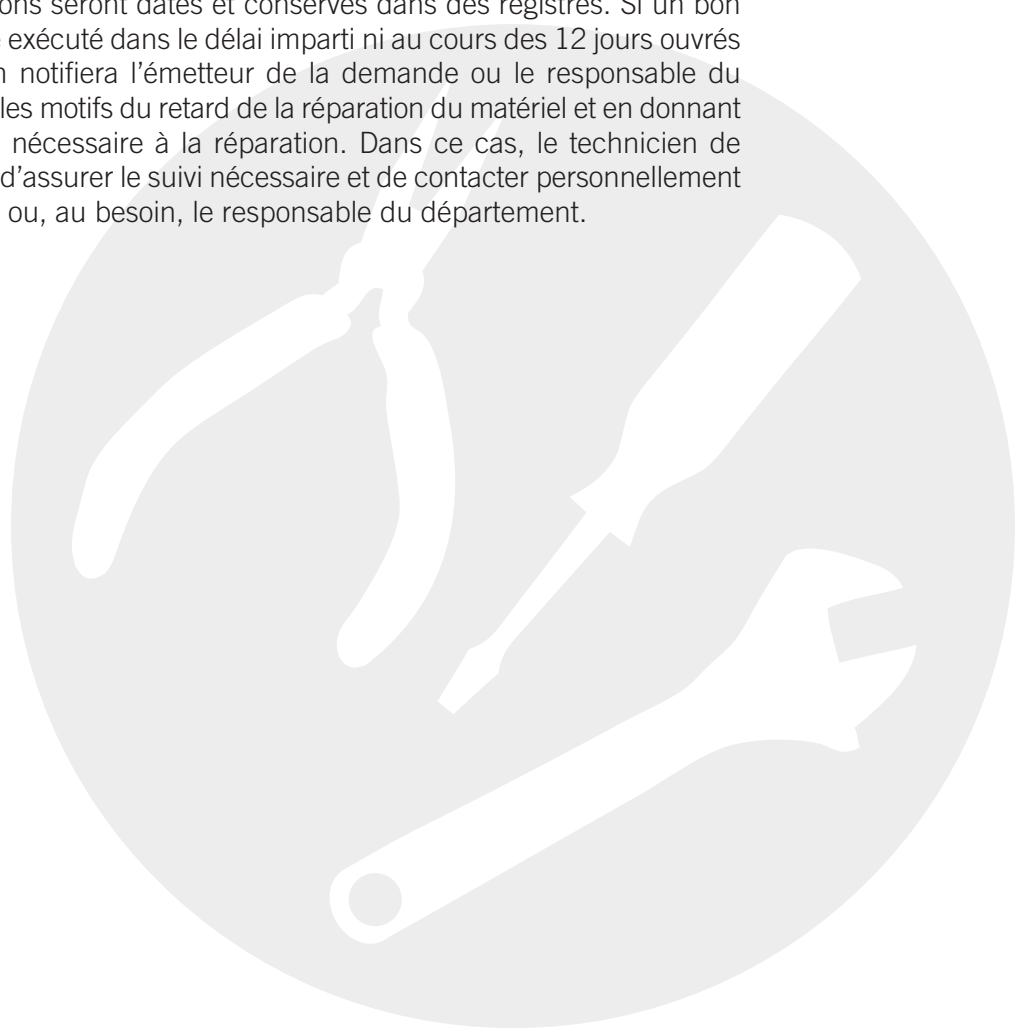 ons seront datés et conservés dans des registres. Si un bon
exécuté dans le délai imparti ni au cours des 12 jours ouvrés
notifiera l’émetteur de la demande ou le responsable du
les motifs du retard de la réparation du matériel et en donnant
nécessaire à la réparation. Dans ce cas, le technicien de
d’assurer le suivi nécessaire et de contacter personnellement
ou, au besoin, le responsable du département.